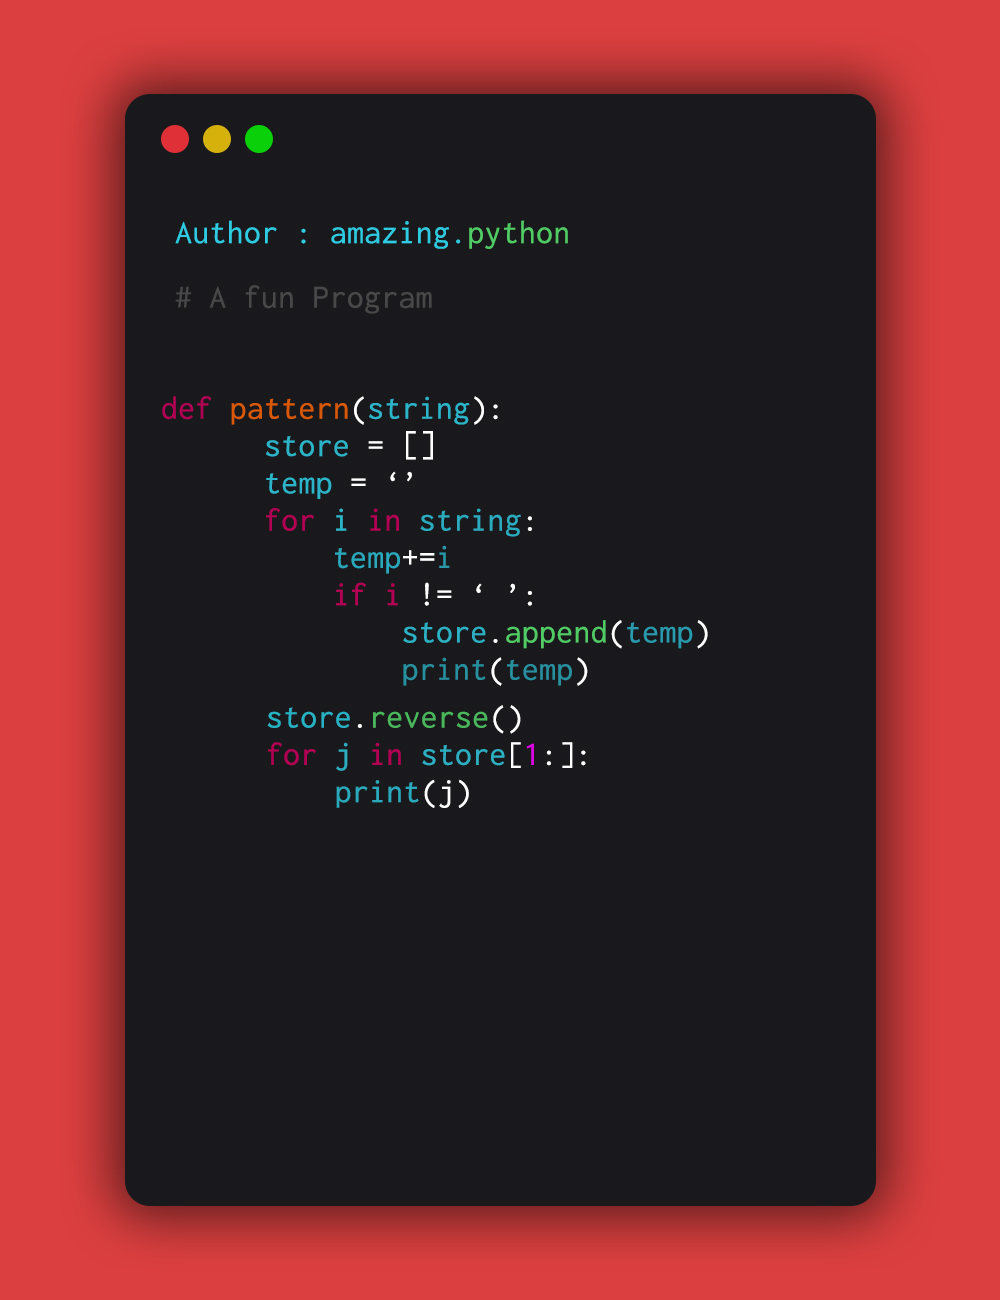 Author : amazing.python
# A fun Program
def pattern(string):
store = []
temp = ‘’
for i in string:
temp+=i
if i != ‘ ’:
store.append(temp)
print(temp)
store.reverse()
for j in store[1:]:
print(j)